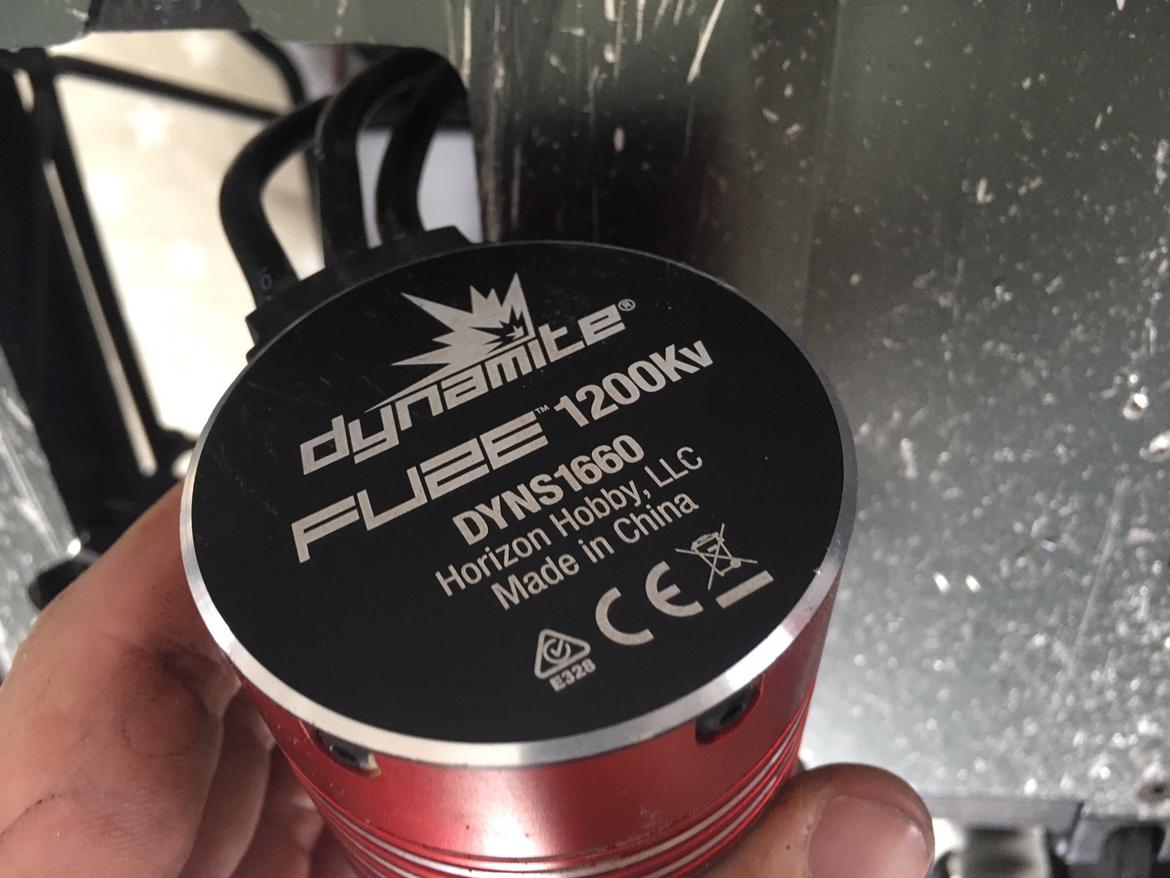 dynamite®
FUZE™ 1200Kv
DYNS1660
Horizon Hobby, LLC
Made in China
CE
E328